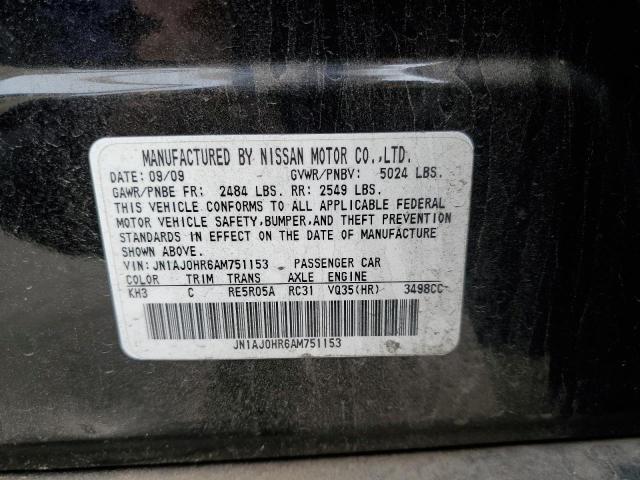 MANUFACTURED BY NISSAN MOTOR CO.,LTD.
DATE: 09/09 GVWR/PNBV: 5024 LBS.
GAWR/PNBE FR: 2484 LBS. RR: 2549 LBS.
THIS VEHICLE CONFORMS TO ALL APPLICABLE FEDERAL
MOTOR VEHICLE SAFETY,BUMPER,AND THEFT PREVENTION
STANDARDS IN EFFECT ON THE DATE OF MANUFACTURE
SHOWN ABOVE.
VIN: JN1AJ0HR6AM751153 PASSENGER CAR
COLOR TRIM TRANS AXLE ENGINE
KH3 C RE5R05A RC31 VQ35(HR) 3498CC
JN1AJ0HR6AM751153